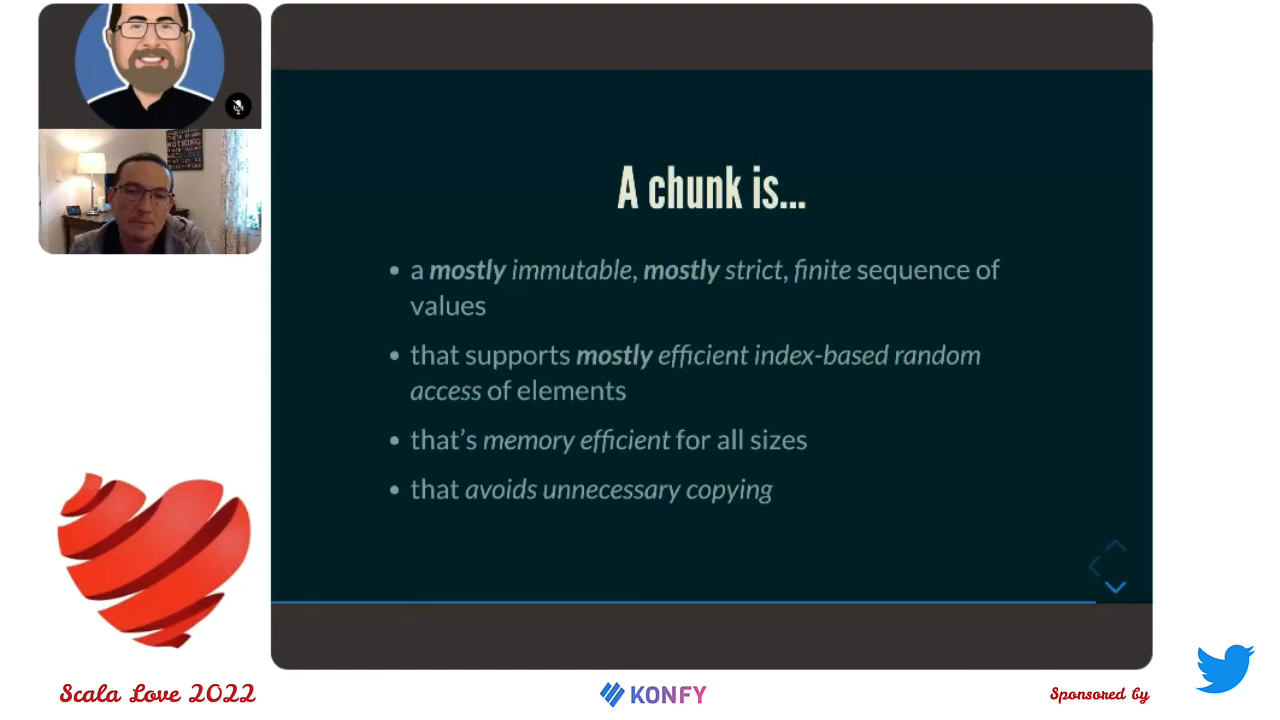 A chunk is...
• a mostly immutable, mostly strict, finite sequence of
values
• that supports mostly efficient index-based random
access of elements
• that’s memory efficient for all sizes
• that avoids unnecessary copying
Scala Love 2022
KONFY
Sponsored by